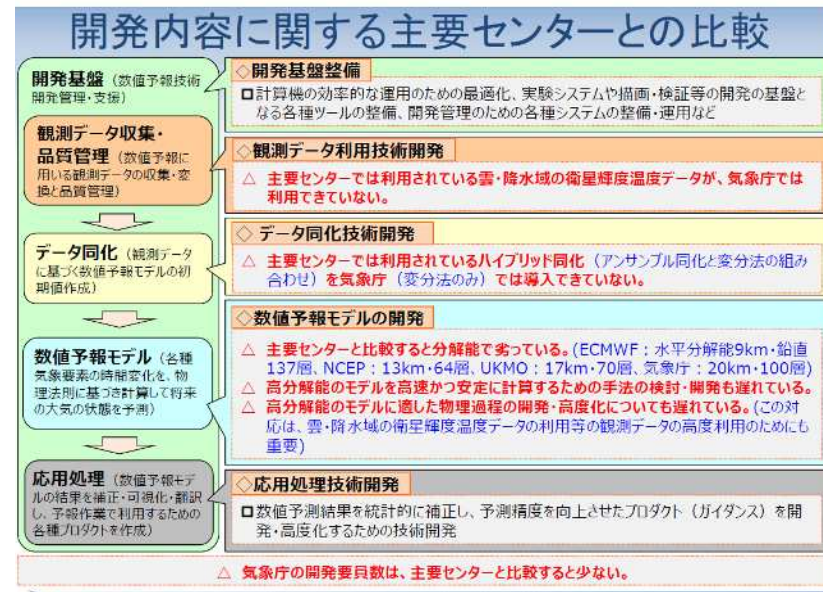 開発内容に関する主要センターとの比較
開発基盤（数値予報技術
開発管理・支援）
◇開発基盤整備
計算機の効率的な運用のための最適化、実験システムや描画・検証等の開発の基盤と
なる各種ツールの整備、開発管理のための各種システムの整備・運用など
観測データ収集・
品質管理（数値予報に
用いる観測データの収集・変
換と品質管理）
◇観測データ利用技術開発
△ 主要センターでは利用されている雲・降水域の衛星輝度温度データが、気象庁では
利用できていない。
データ同化（観測データ
に基づく数値予報モデルの初
期値作成）
◇ データ同化技術開発
△ 主要センターでは利用されているハイブリッド同化（アンサンブル同化と変分法の組み
合わせ）を気象庁（変分法のみ）では導入できていない。
数値予報モデル（各種
気象要素の時間変化を、物
理法則に基づき計算して将来
の大気の状態を予測）
◇数値予報モデルの開発
△ 主要センターと比較すると分解能で劣っている。(ECMWF：水平分解能9km・鉛直
137層、NCEP：13km・64層、UKMO：17km・70層、気象庁：20km・100層)
△ 高分解能のモデルを高速かつ安定に計算するための手法の検討・開発も遅れている。
△ 高分解能のモデルに適した物理過程の開発・高度化についても遅れている。(この対
応は、雲・降水域の衛星輝度温度データの利用等の観測データの高度利用のためにも
重要)
応用処理（数値予報モデ
ルの結果を補正・可視化・翻訳
し、予報作業で利用するための
各種プロダクトを作成）
◇応用処理技術開発
数値予測結果を統計的に補正し、予測精度を向上させたプロダクト（ガイダンス）を開
発・高度化するための技術開発
△ 気象庁の開発要員数は、主要センターと比較すると少ない。